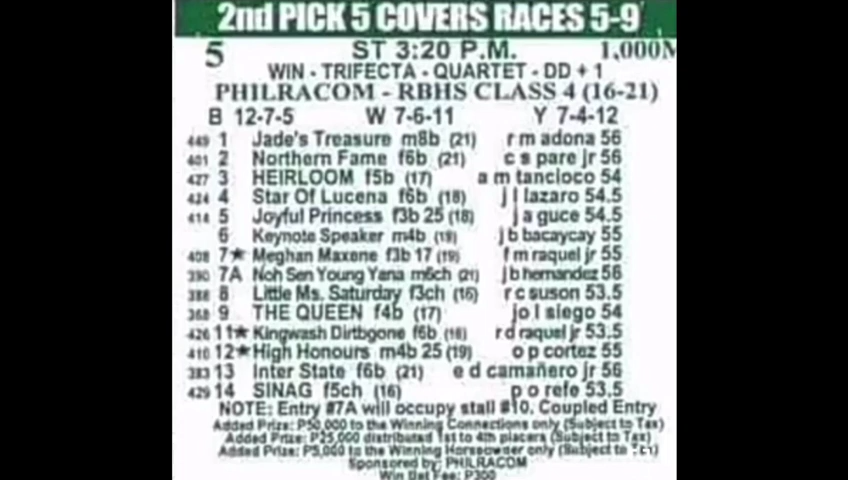 2nd PICK 5 COVERS RACES 5-9
5 ST 3:20 P.M. 1,000M
WIN - TRIFECTA - QUARTET - DD + 1
PHILRACOM - RBHS CLASS 4 (16-21)
B 12-7-5 W 7-6-11 Y 7-4-12
449 1 Jade's Treasure m8b (21) r m adona 56
401 2 Northern Fame f6b (21) c s pare jr 56
427 3 HEIRLOOM f5b (17) a m tancioco 54
424 4 Star Of Lucena f6b (18) j l lazaro 54.5
414 5 Joyful Princess f3b 25 (18) j a guce 54.5
6 Keynote Speaker m4b (19) j b bacaycay 55
408 7★ Meghan Maxene f3b 17 (19) f m raquel jr 55
390 7A Noh Sen Young Yana m6ch (21) j b hernandez 56
388 8 Little Ms. Saturday f3ch (16) r c suson 53.5
368 9 THE QUEEN f4b (17) jo l siego 54
426 11★ Kingwash Dirtbgone f6b (16) r d raquel jr 53.5
410 12★ High Honours m4b 25 (19) o p cortez 55
383 13 Inter State f6b (21) e d camañero jr 56
429 14 SINAG f5ch (16) p o refe 53.5
NOTE: Entry #7A will occupy stall #10. Coupled Entry
Added Prize: P50,000 to the Winning Connections only (Subject to Tax)
Added Prize: P25,000 distributed 1st to 4th placers (Subject to Tax)
Added Prize: P5,000 to the Winning Horseowner only (Subject to Tax)
Sponsored by: PHILRACOM
Win Bet Fee: P300